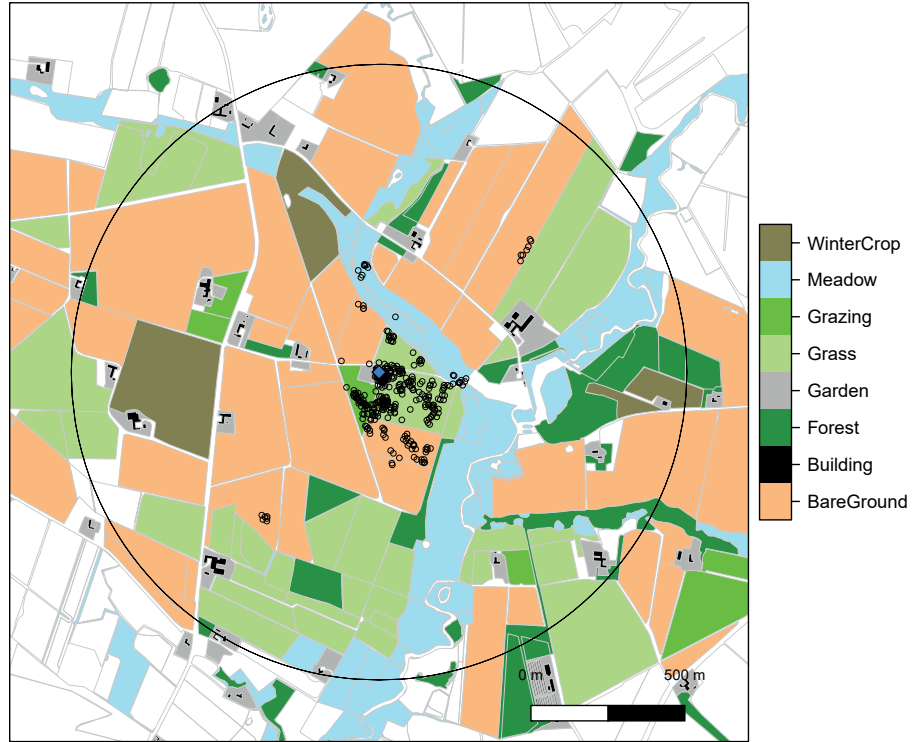 WinterCrop
Meadow
Grazing
Grass
Garden
Forest
Building
BareGround
0 m 500 m